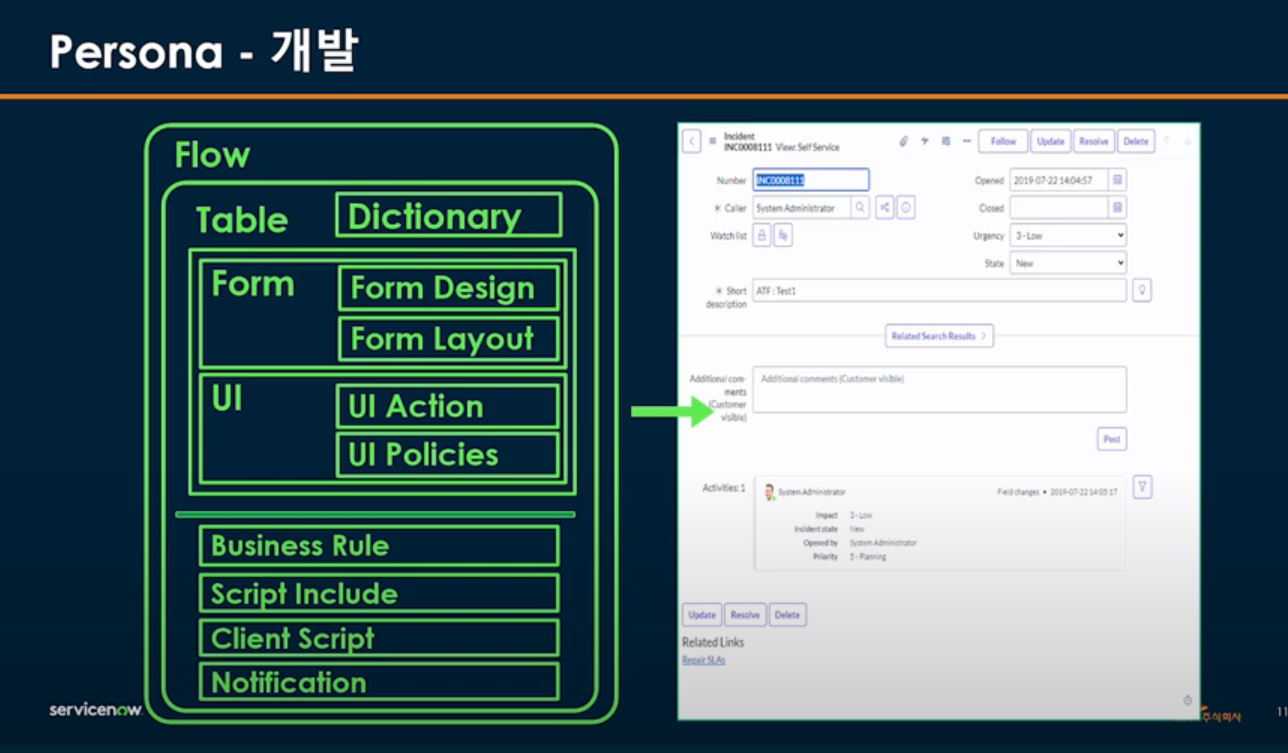 Persona - 개발
Flow
Table
Dictionary
Form
Form Design
Form Layout
UI
UI Action
UI Policies
Business Rule
Script Include
Client Script
Notification
servicenow.
Incident
INC0008111 View: Self Service
Follow
Update
Resolve
Delete
Number
INC0008111
Opened
2019-07-22 14:04:57
* Caller
System Administrator
Closed
Watch list
Urgency
3 - Low
State
New
* Short
description
ATF : Test1
Related Search Results
Additional com-
ments
(Customer
visible)
Additional comments (Customer visible)
Post
Activities: 1
System Administrator
Field changes • 2019-07-22 14:05:17
Impact 3 - Low
Incident state New
Opened by System Administrator
Priority 5 - Planning
Update
Resolve
Delete
Related Links
Repair SLAs
주식회사
11